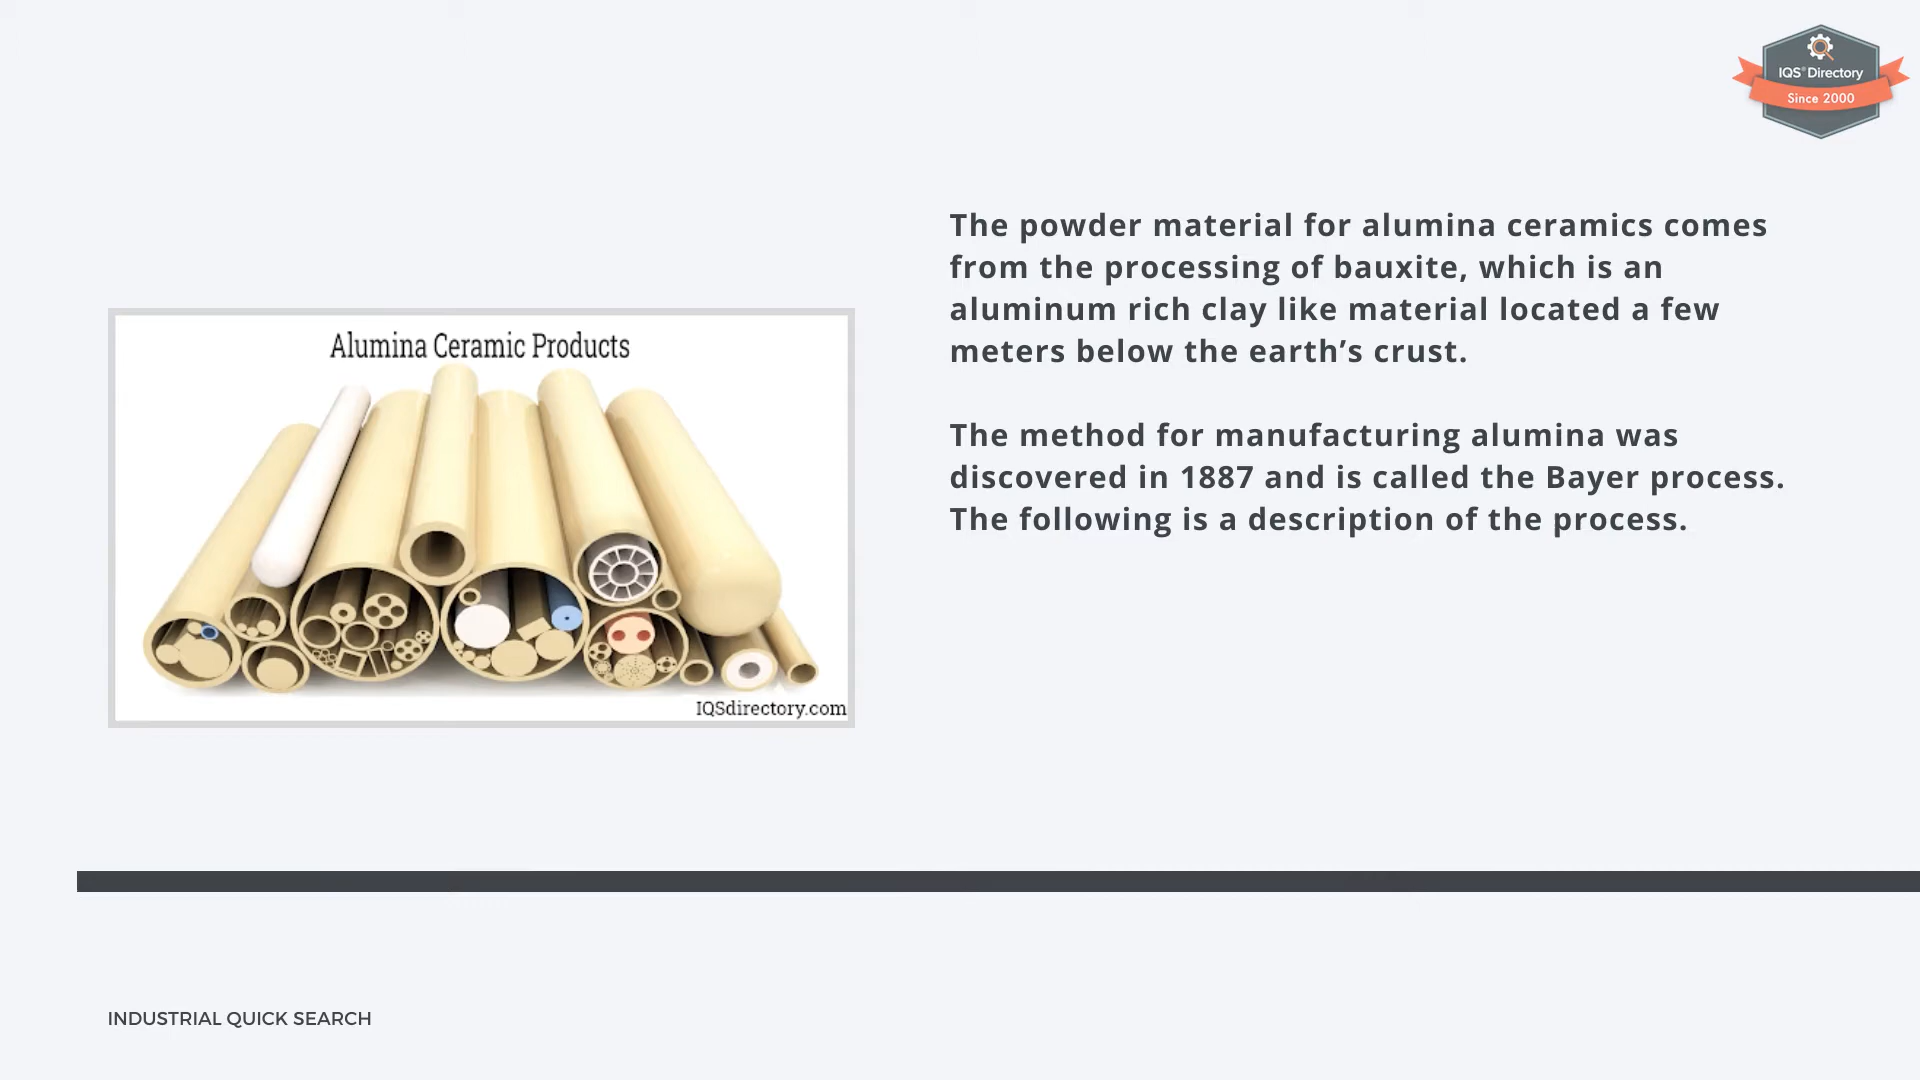 IQS® Directory
Since 2000
The powder material for alumina ceramics comes
from the processing of bauxite, which is an
aluminum rich clay like material located a few
meters below the earth’s crust.
The method for manufacturing alumina was
discovered in 1887 and is called the Bayer process.
The following is a description of the process.
Alumina Ceramic Products
IQSdirectory.com
INDUSTRIAL QUICK SEARCH